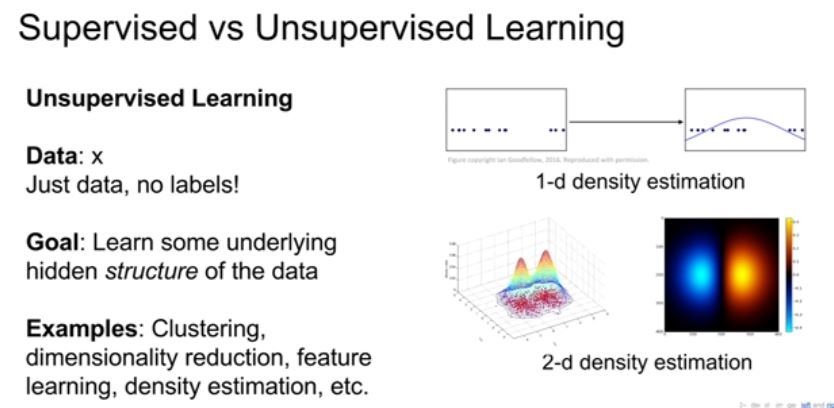 Supervised vs Unsupervised Learning
Unsupervised Learning
Data: x
Just data, no labels!
Goal: Learn some underlying
hidden structure of the data
Examples: Clustering,
dimensionality reduction, feature
learning, density estimation, etc.
Figure copyright Ian Goodfellow, 2016. Reproduced with permission.
1-d density estimation
2-d density estimation